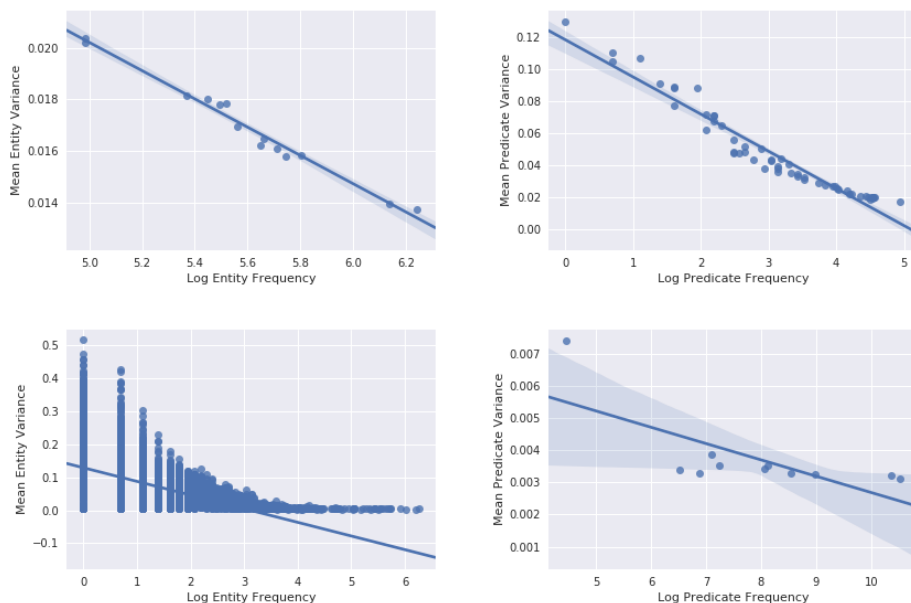 0.020
0.018
0.016
0.014
Mean Entity Variance
5.0 5.2 5.4 5.6 5.8 6.0 6.2
Log Entity Frequency
0.12
0.10
0.08
0.06
0.04
0.02
0.00
Mean Predicate Variance
0 1 2 3 4 5
Log Predicate Frequency
0.5
0.4
0.3
0.2
0.1
0.0
−0.1
Mean Entity Variance
0 1 2 3 4 5 6
Log Entity Frequency
0.007
0.006
0.005
0.004
0.003
0.002
0.001
Mean Predicate Variance
5 6 7 8 9 10
Log Predicate Frequency